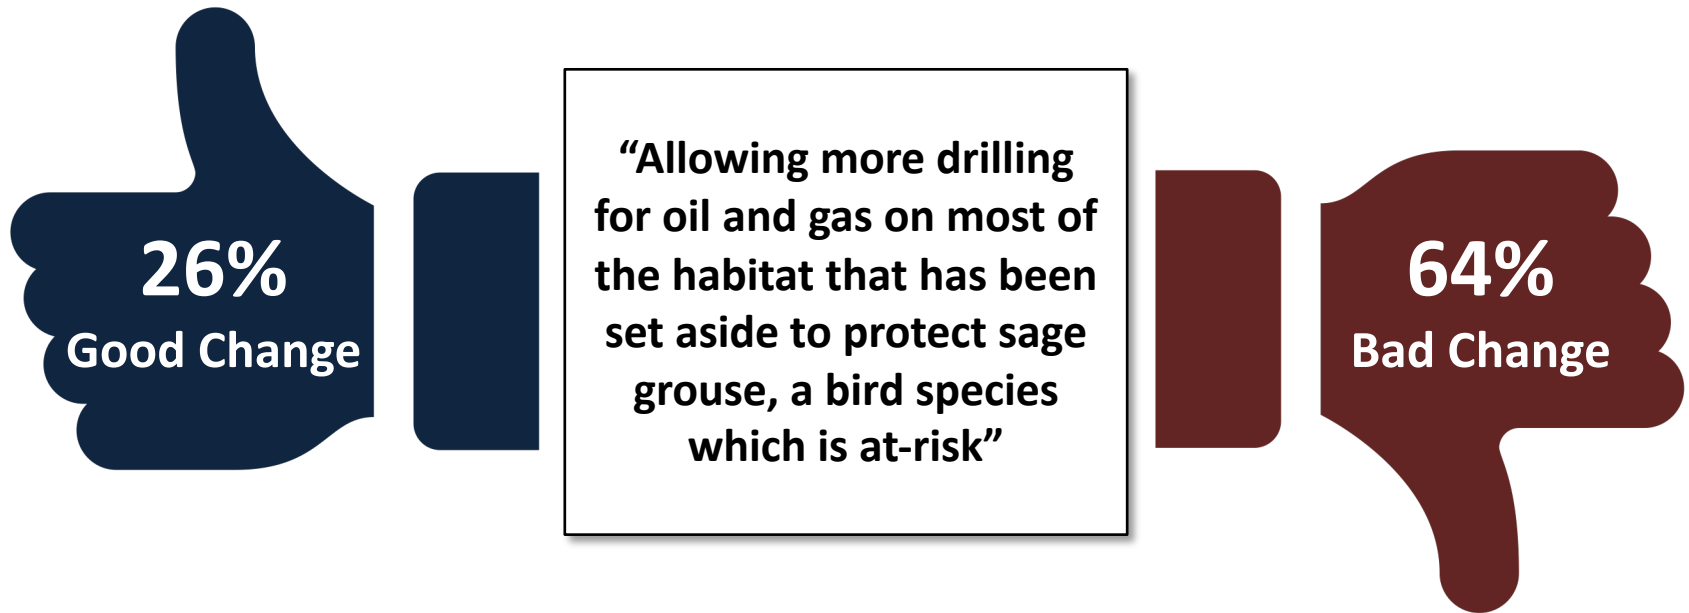 26%
Good Change
“Allowing more drilling
for oil and gas on most of
the habitat that has been
set aside to protect sage
grouse, a bird species
which is at-risk”
64%
Bad Change